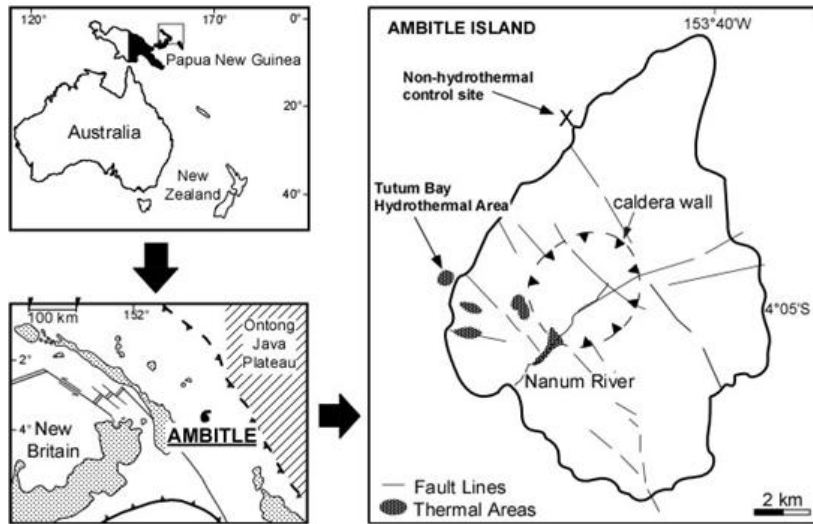 120°
170°
0°
Papua New Guinea
20°
Australia
New
Zealand
40°
100 km
152°
2°
Ontong
Java
Plateau
4°
New
Britain
AMBITLE
AMBITLE ISLAND
153°40'W
Non-hydrothermal
control site
X
Tutum Bay
Hydrothermal Area
caldera wall
4°05'S
Nanum River
Fault Lines
Thermal Areas
2 km